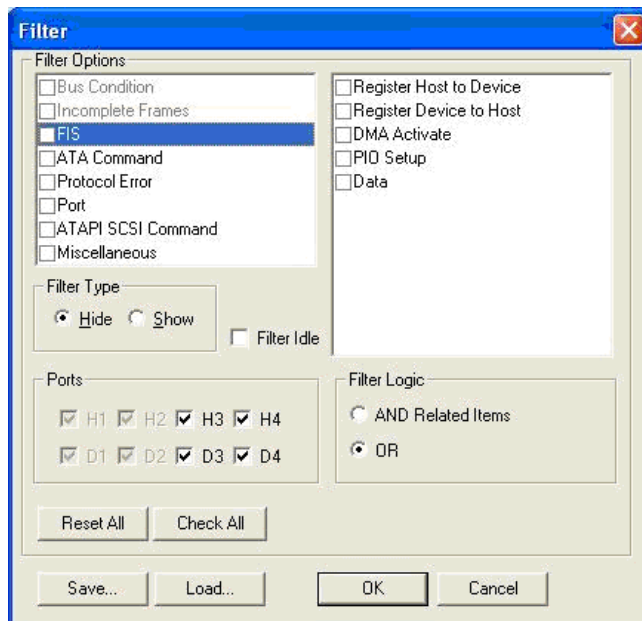 Filter
Filter Options
Bus Condition
Incomplete Frames
FIS
ATA Command
Protocol Error
Port
ATAPI SCSI Command
Miscellaneous
Register Host to Device
Register Device to Host
DMA Activate
PIO Setup
Data
Filter Type
Hide Show
Filter Idle
Ports
H1 H2 H3 H4
D1 D2 D3 D4
Filter Logic
AND Related Items
OR
Reset All Check All
Save... Load... OK Cancel